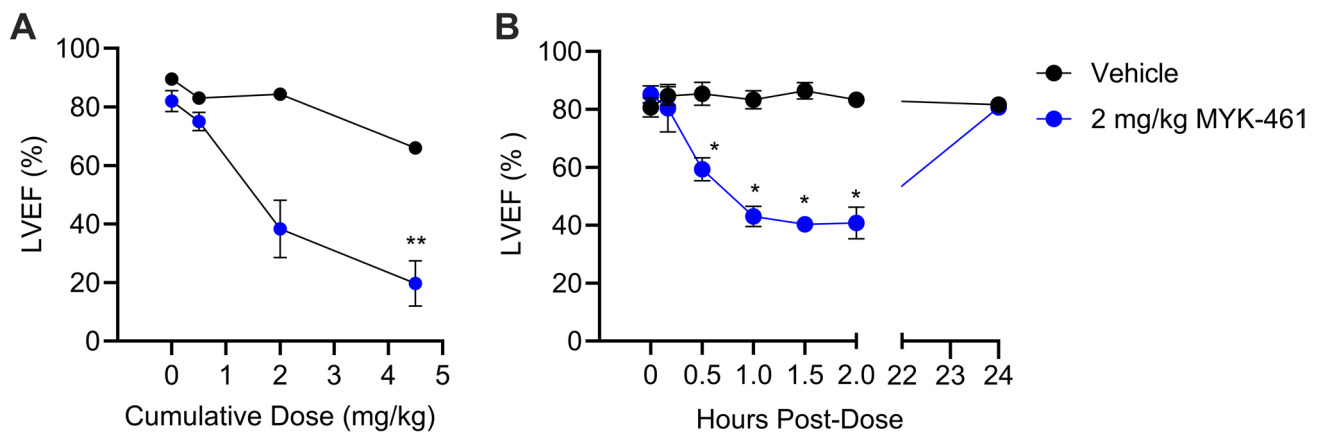 A
LVEF (%)
100
80
60
40
20
0
**
0 1 2 3 4 5
Cumulative Dose (mg/kg)
B
LVEF (% )
100
80
60
40
20
0
* * * *
0 0.5 1.0 1.5 2.0 22 23 24
Hours Post-Dose
Vehicle
2 mg/kg MYK-461